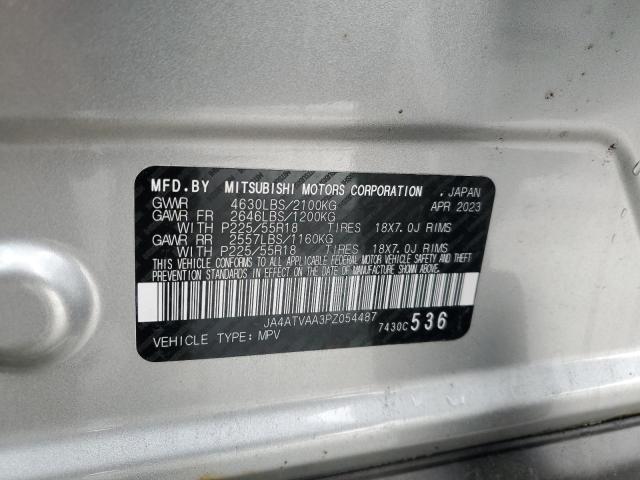 MFD.BY MITSUBISHI MOTORS CORPORATION , JAPAN
GVWR 4630LBS/2100KG APR 2023
GAWR FR 2646LBS/1200KG
WITH P225/55R18 TIRES 18X7.0J RIMS
GAWR RR 2557LBS/1160KG
WITH P225/55R18 TIRES 18X7.0J RIMS
THIS VEHICLE CONFORMS TO ALL APPLICABLE FEDERAL MOTOR VEHICLE SAFETY AND THEFT
PREVENTION STANDARDS IN EFFECT ON THE DATE OF MANUFACTURE SHOWN ABOVE.
JA4ATVAA3PZ054487
7430C 536
VEHICLE TYPE: MPV